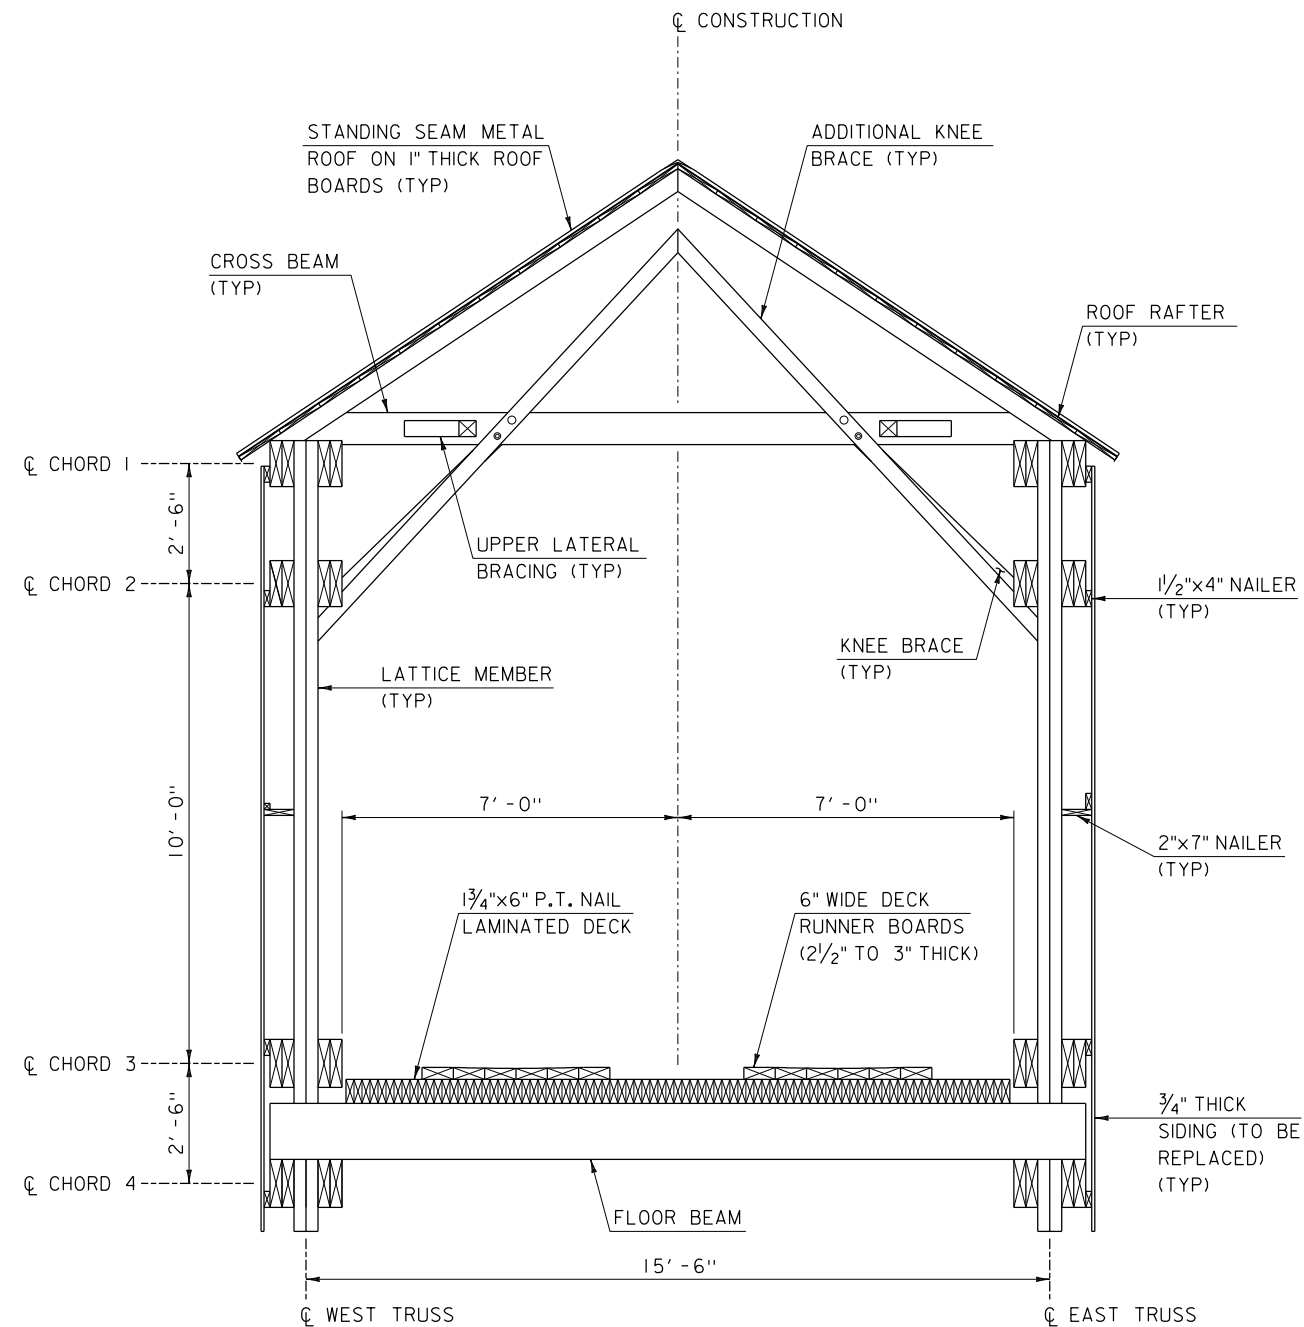 ℄ CONSTRUCTION
STANDING SEAM METAL
ROOF ON 1" THICK ROOF
BOARDS (TYP)
ADDITIONAL KNEE
BRACE (TYP)
CROSS BEAM
(TYP)
ROOF RAFTER
(TYP)
℄ CHORD 1
2'-6"
UPPER LATERAL
BRACING (TYP)
℄ CHORD 2
1½"x4" NAILER
(TYP)
KNEE BRACE
(TYP)
LATTICE MEMBER
(TYP)
10'-0"
7'-0"
7'-0"
2"x7" NAILER
(TYP)
1¾"x6" P.T. NAIL
LAMINATED DECK
6" WIDE DECK
RUNNER BOARDS
(2½" TO 3" THICK)
℄ CHORD 3
2'-6"
¾" THICK
SIDING (TO BE
REPLACED)
(TYP)
℄ CHORD 4
FLOOR BEAM
15'-6"
℄ WEST TRUSS
℄ EAST TRUSS